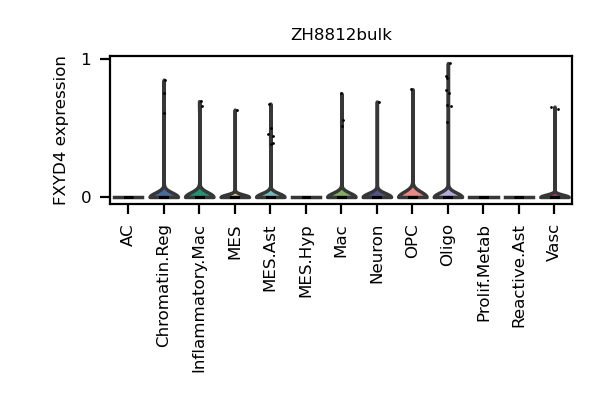 ZH8812bulk
FXYD4 expression
1
0
AC
Chromatin.Reg
Inflammatory.Mac
MES
MES.Ast
MES.Hyp
Mac
Neuron
OPC
Oligo
Prolif.Metab
Reactive.Ast
Vasc